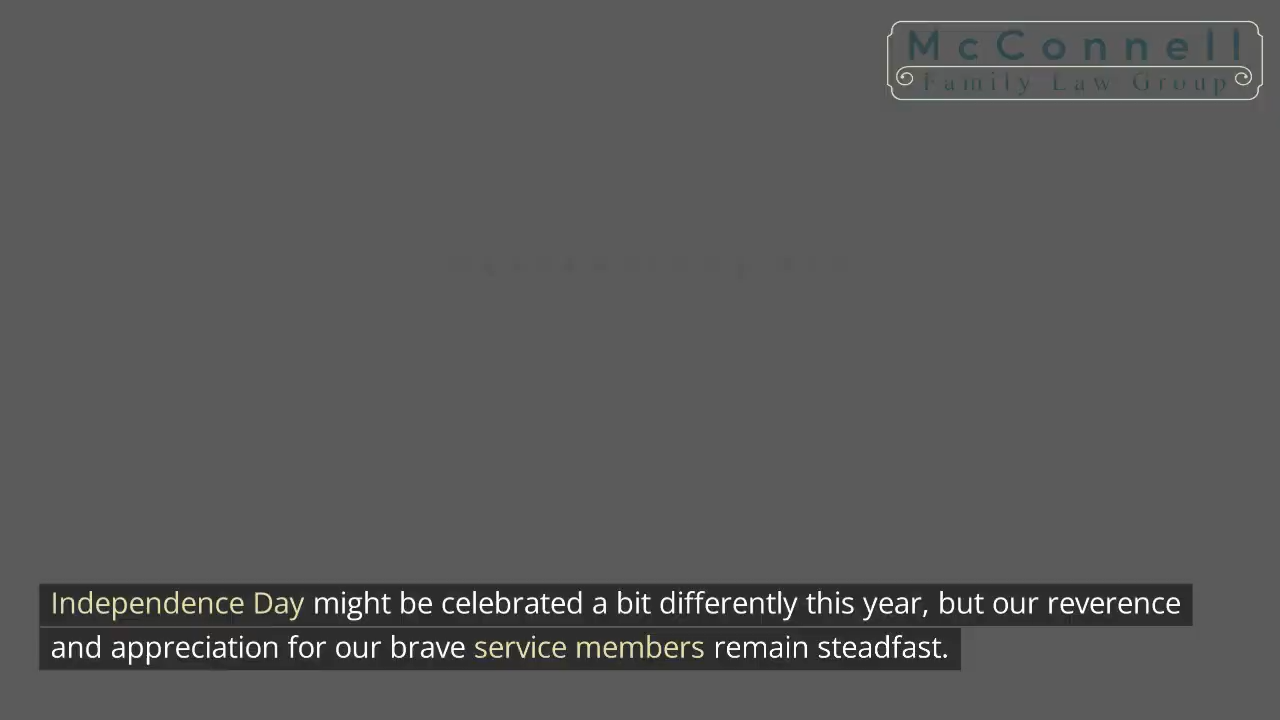 McConnell
Family Law Group
Independence Day might be celebrated a bit differently this year, but our reverence
and appreciation for our brave service members remain steadfast.